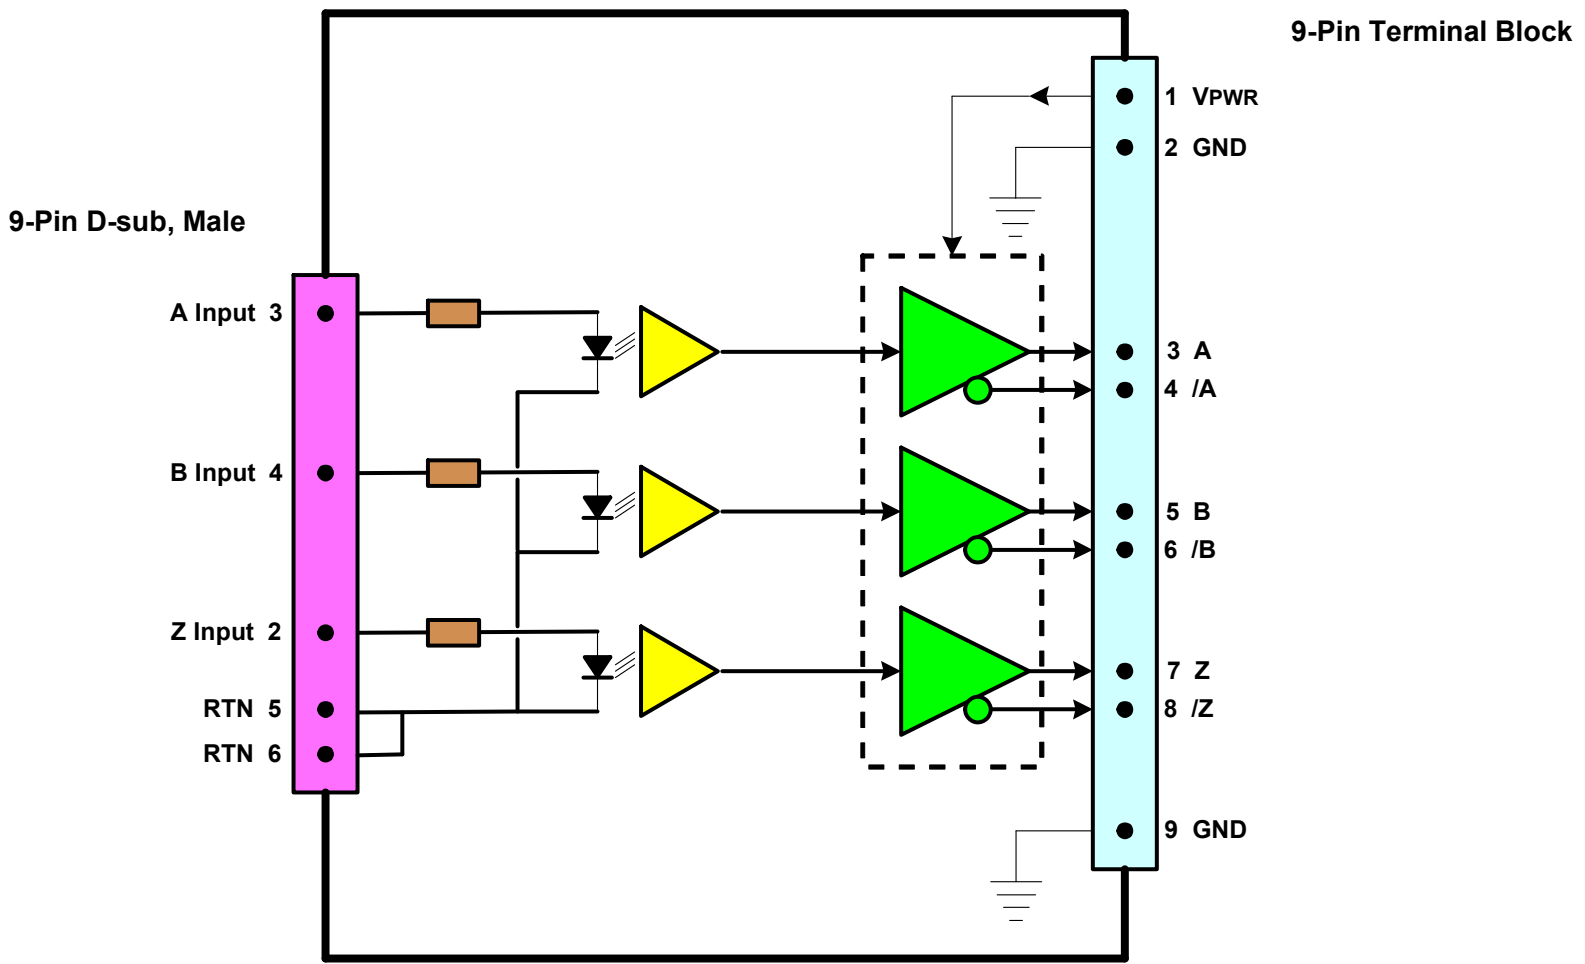 9-Pin Terminal Block
1 VPWR
2 GND
9-Pin D-sub, Male
A Input 3
3 A
4 /A
B Input 4
5 B
6 /B
Z Input 2
7 Z
RTN 5
8 /Z
RTN 6
9 GND